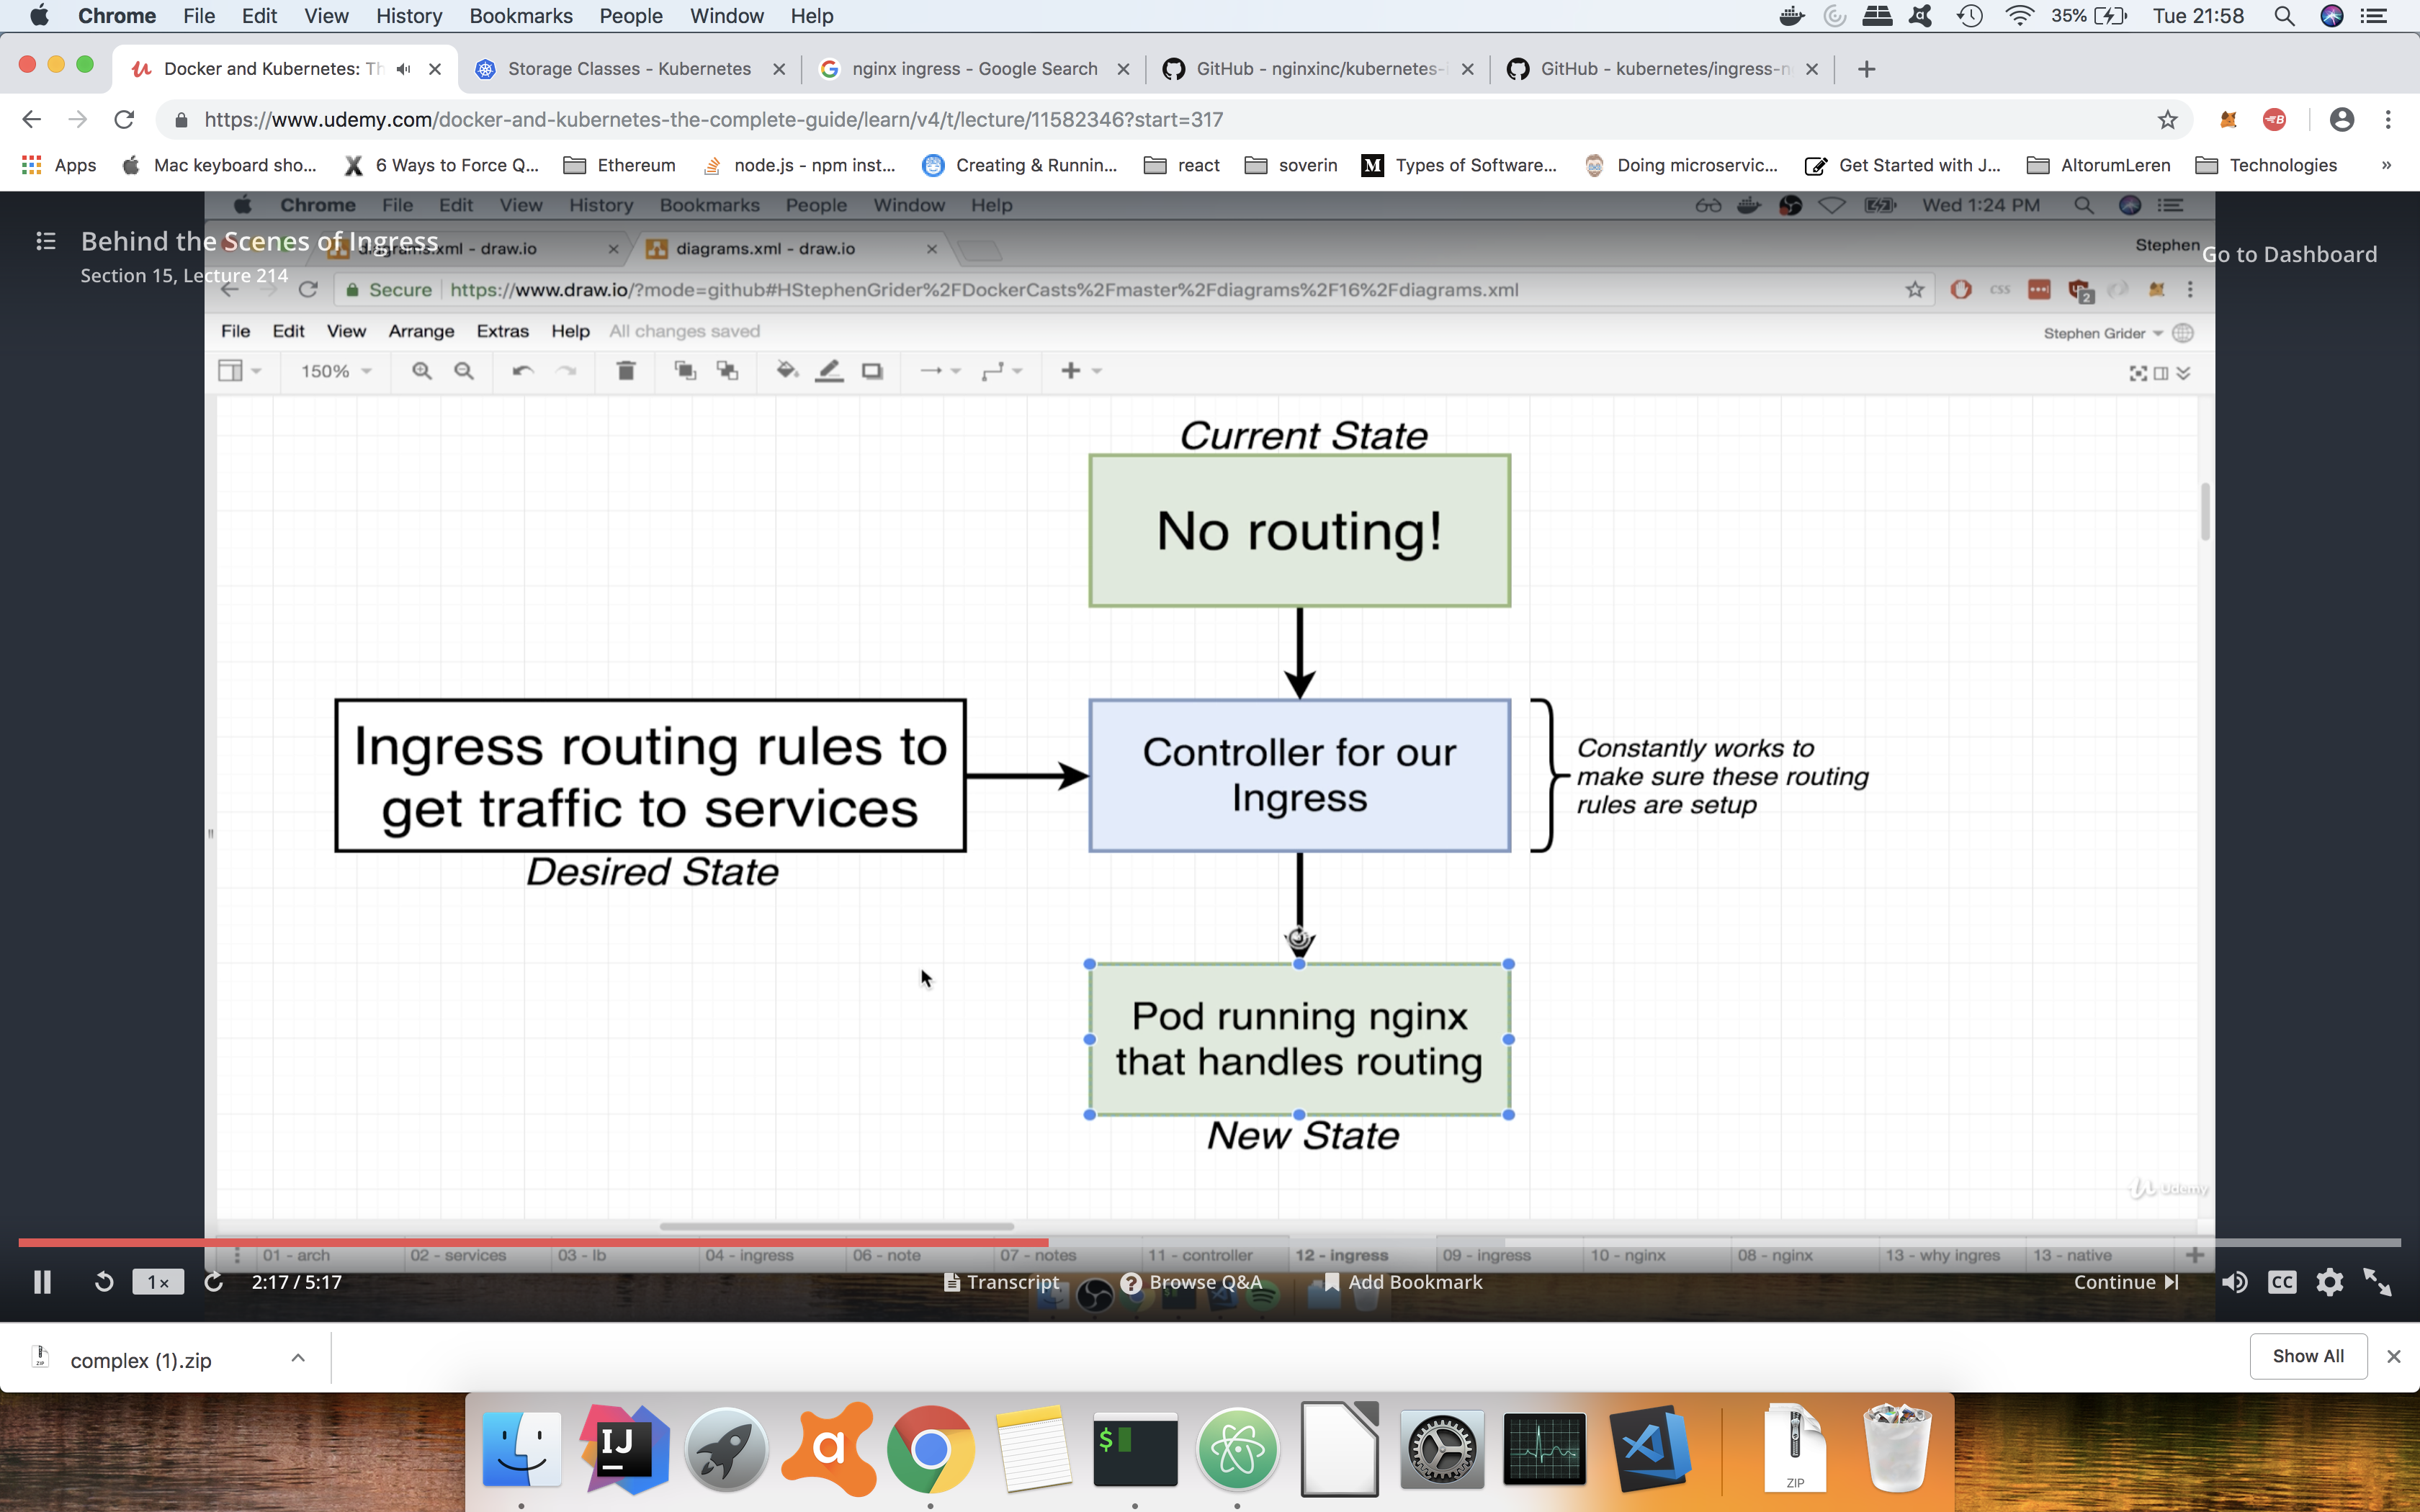 Chrome File Edit View History Bookmarks People Window Help 35% Tue 21:58
Docker and Kubernetes: Th Storage Classes - Kubernetes nginx ingress - Google Search GitHub - nginxinc/kubernetes-i GitHub - kubernetes/ingress-n
https://www.udemy.com/docker-and-kubernetes-the-complete-guide/learn/v4/t/lecture/11582346?start=317
Apps Mac keyboard sho... 6 Ways to Force Q... Ethereum node.js - npm inst... Creating & Runnin... react soverin Types of Software... Doing microservic... Get Started with J... AltorumLeren Technologies »
Chrome File Edit View History Bookmarks People Window Help Wed 1:24 PM
Behind the Scenes of Ingress
diagrams.xml - draw.io diagrams.xml - draw.io Stephen
Go to Dashboard
Section 15, Lecture 214
Secure https://www.draw.io/?mode=github#HStephenGrider%2FDockerCasts%2Fmaster%2Fdiagrams%2F16%2Fdiagrams.xml css 2
File Edit View Arrange Extras Help All changes saved Stephen Grider
150%
Current State
No routing!
Ingress routing rules to
get traffic to services
Desired State
Controller for our
Ingress
Constantly works to
make sure these routing
rules are setup
Pod running nginx
that handles routing
New State
Udemy
01 - arch 02 - services 03 - lb 04 - ingress 06 - note 07 - notes 11 - controller 12 - ingress 09 - ingress 10 - nginx 08 - nginx 13 - why ingres 13 - native
1x 2:17 / 5:17 Transcript Browse Q&A Add Bookmark Continue CC
complex (1).zip Show All
IJ a $ ZIP